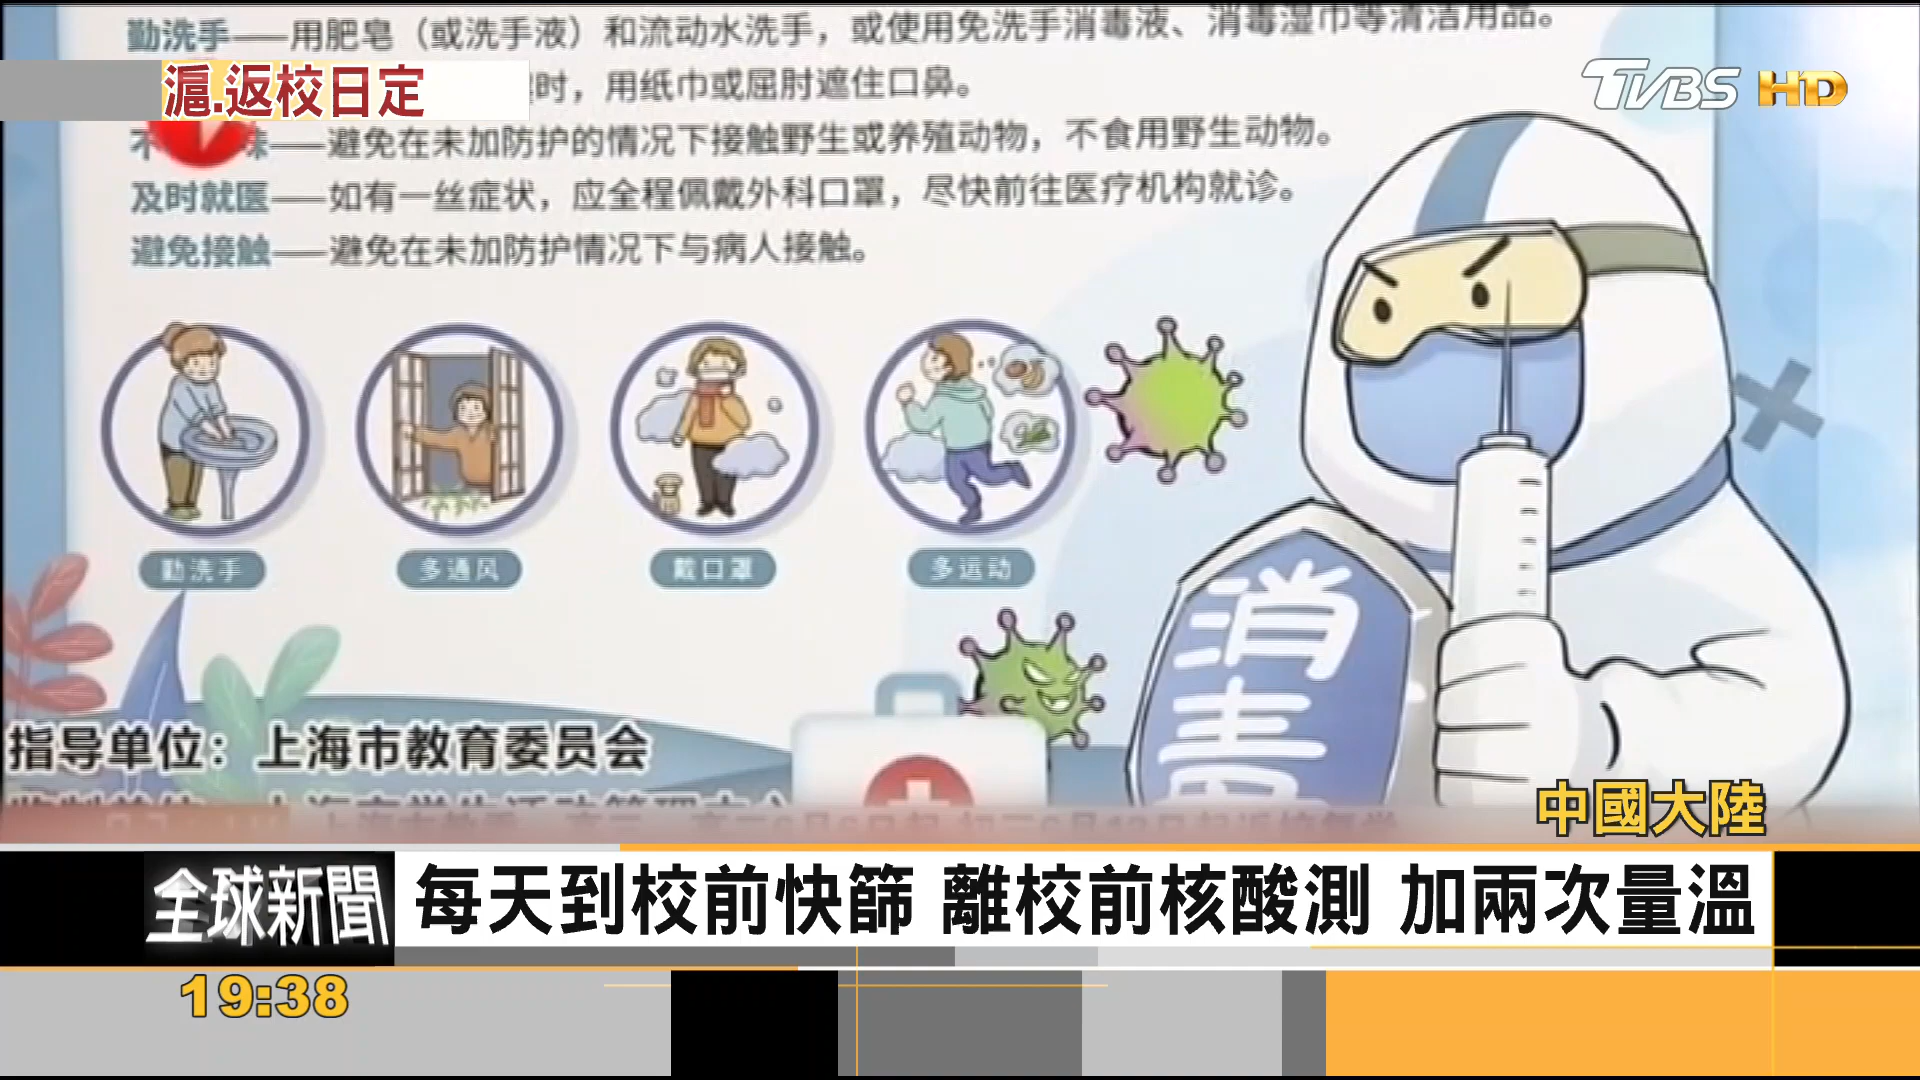 勤洗手——用肥皂（或洗手液）和流动水洗手，或使用免洗手消毒液、消毒湿巾等清洁用品。
滬.返校日定
时，用纸巾或屈肘遮住口鼻。
TVBS HD
——避免在未加防护的情况下接触野生或养殖动物，不食用野生动物。
及时就医——如有一丝症状，应全程佩戴外科口罩，尽快前往医疗机构就诊。
避免接触——避免在未加防护情况下与病人接触。
勤洗手
多通风
戴口罩
多运动
消毒
指导单位：上海市教育委员会
中國大陸
全球新聞
每天到校前快篩 離校前核酸測 加兩次量溫
19:38